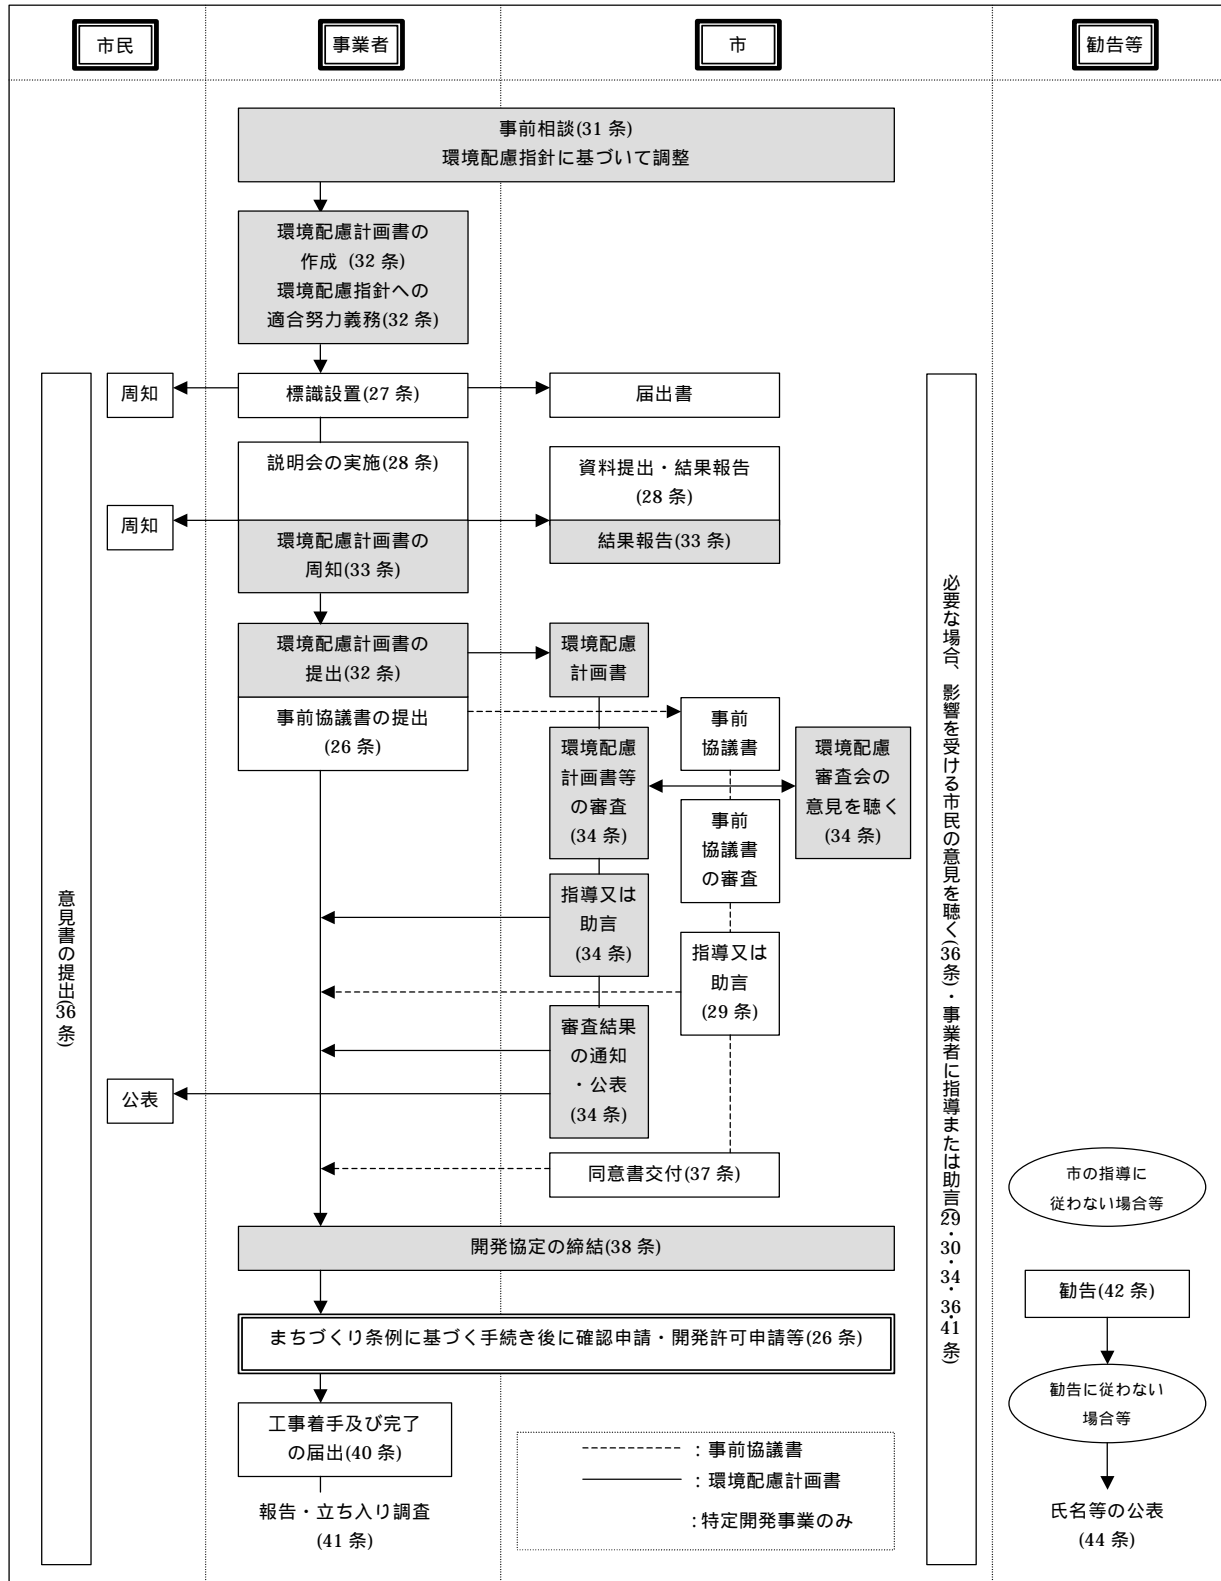 市民
事業者
市
勧告等
事前相談(31 条)
環境配慮指針に基づいて調整
環境配慮計画書の
作成 (32 条)
環境配慮指針への
適合努力義務(32 条)
周知
標識設置(27 条)
届出書
説明会の実施(28 条)
資料提出・結果報告
(28 条)
周知
環境配慮計画書の
周知(33 条)
結果報告(33 条)
環境配慮計画書の
提出(32 条)
環境配慮
計画書
事前協議書の提出
(26 条)
事前
協議書
環境配慮
計画書等
の審査
(34 条)
環境配慮
審査会の
意見を聴く
(34 条)
事前
協議書
の審査
指導又は
助言
(34 条)
指導又は
助言
(29 条)
審査結果
の通知
・公表
(34 条)
公表
同意書交付(37 条)
開発協定の締結(38 条)
まちづくり条例に基づく手続き後に確認申請・開発許可申請等(26 条)
工事着手及び完了
の届出(40 条)
報告・立ち入り調査
(41 条)
意見書の提出(36 条)
必要な場合、影響を受ける市民の意見を聴く(36 条)・事業者に指導または助言(29・30・34・36・41 条)
市の指導に
従わない場合等
勧告(42 条)
勧告に従わない
場合等
氏名等の公表
(44 条)
: 事前協議書
: 環境配慮計画書
: 特定開発事業のみ